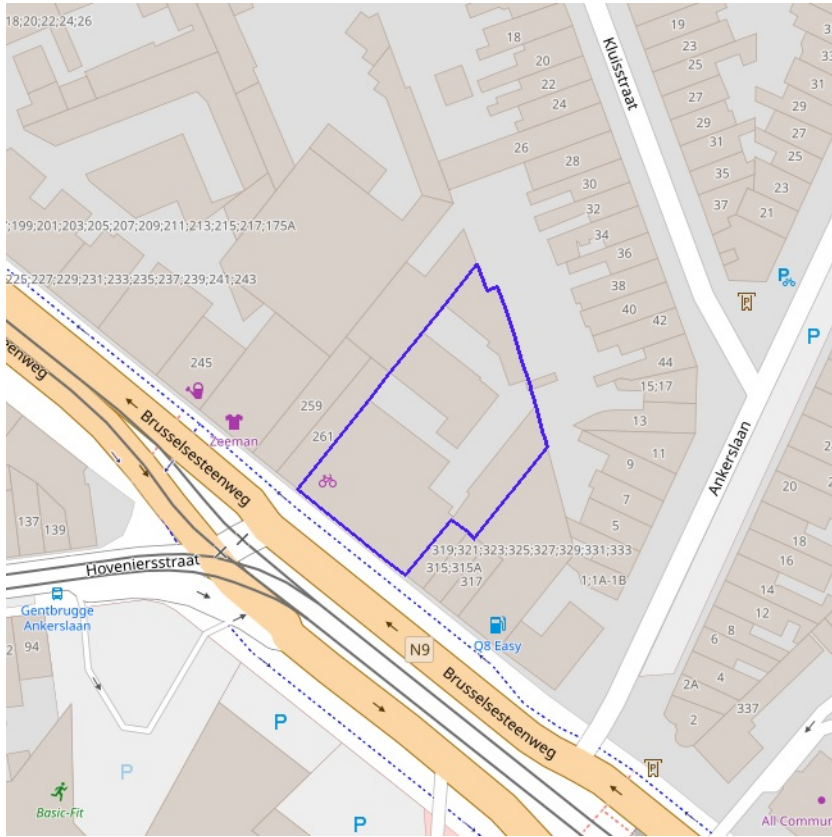 18;20;22;24;26
18
19
20
23
22
25
24
31
27
29
26
29
27
28
31
25
30
35
23
32
37
21
34
36
Kluisstraat
;199;201;203;205;207;209;211;213;215;217;175A
225;227;229;231;233;235;237;239;241;243
38
40
42
P
P
P
44
245
15;17
259
13
Zeeman
261
11
9
Brusselsesteenweg
Ankerslaan
7
20
137
139
5
18
319;321;323;325;327;329;331;333
16
Hoveniersstraat
315;315A
317
1;1A-1B
14
Gentbrugge
Ankerslaan
12
8
6
94
N9
Q8 Easy
4
2A
Brusselsesteenweg
337
2
P
P
P
P
Basic-Fit
All Commun